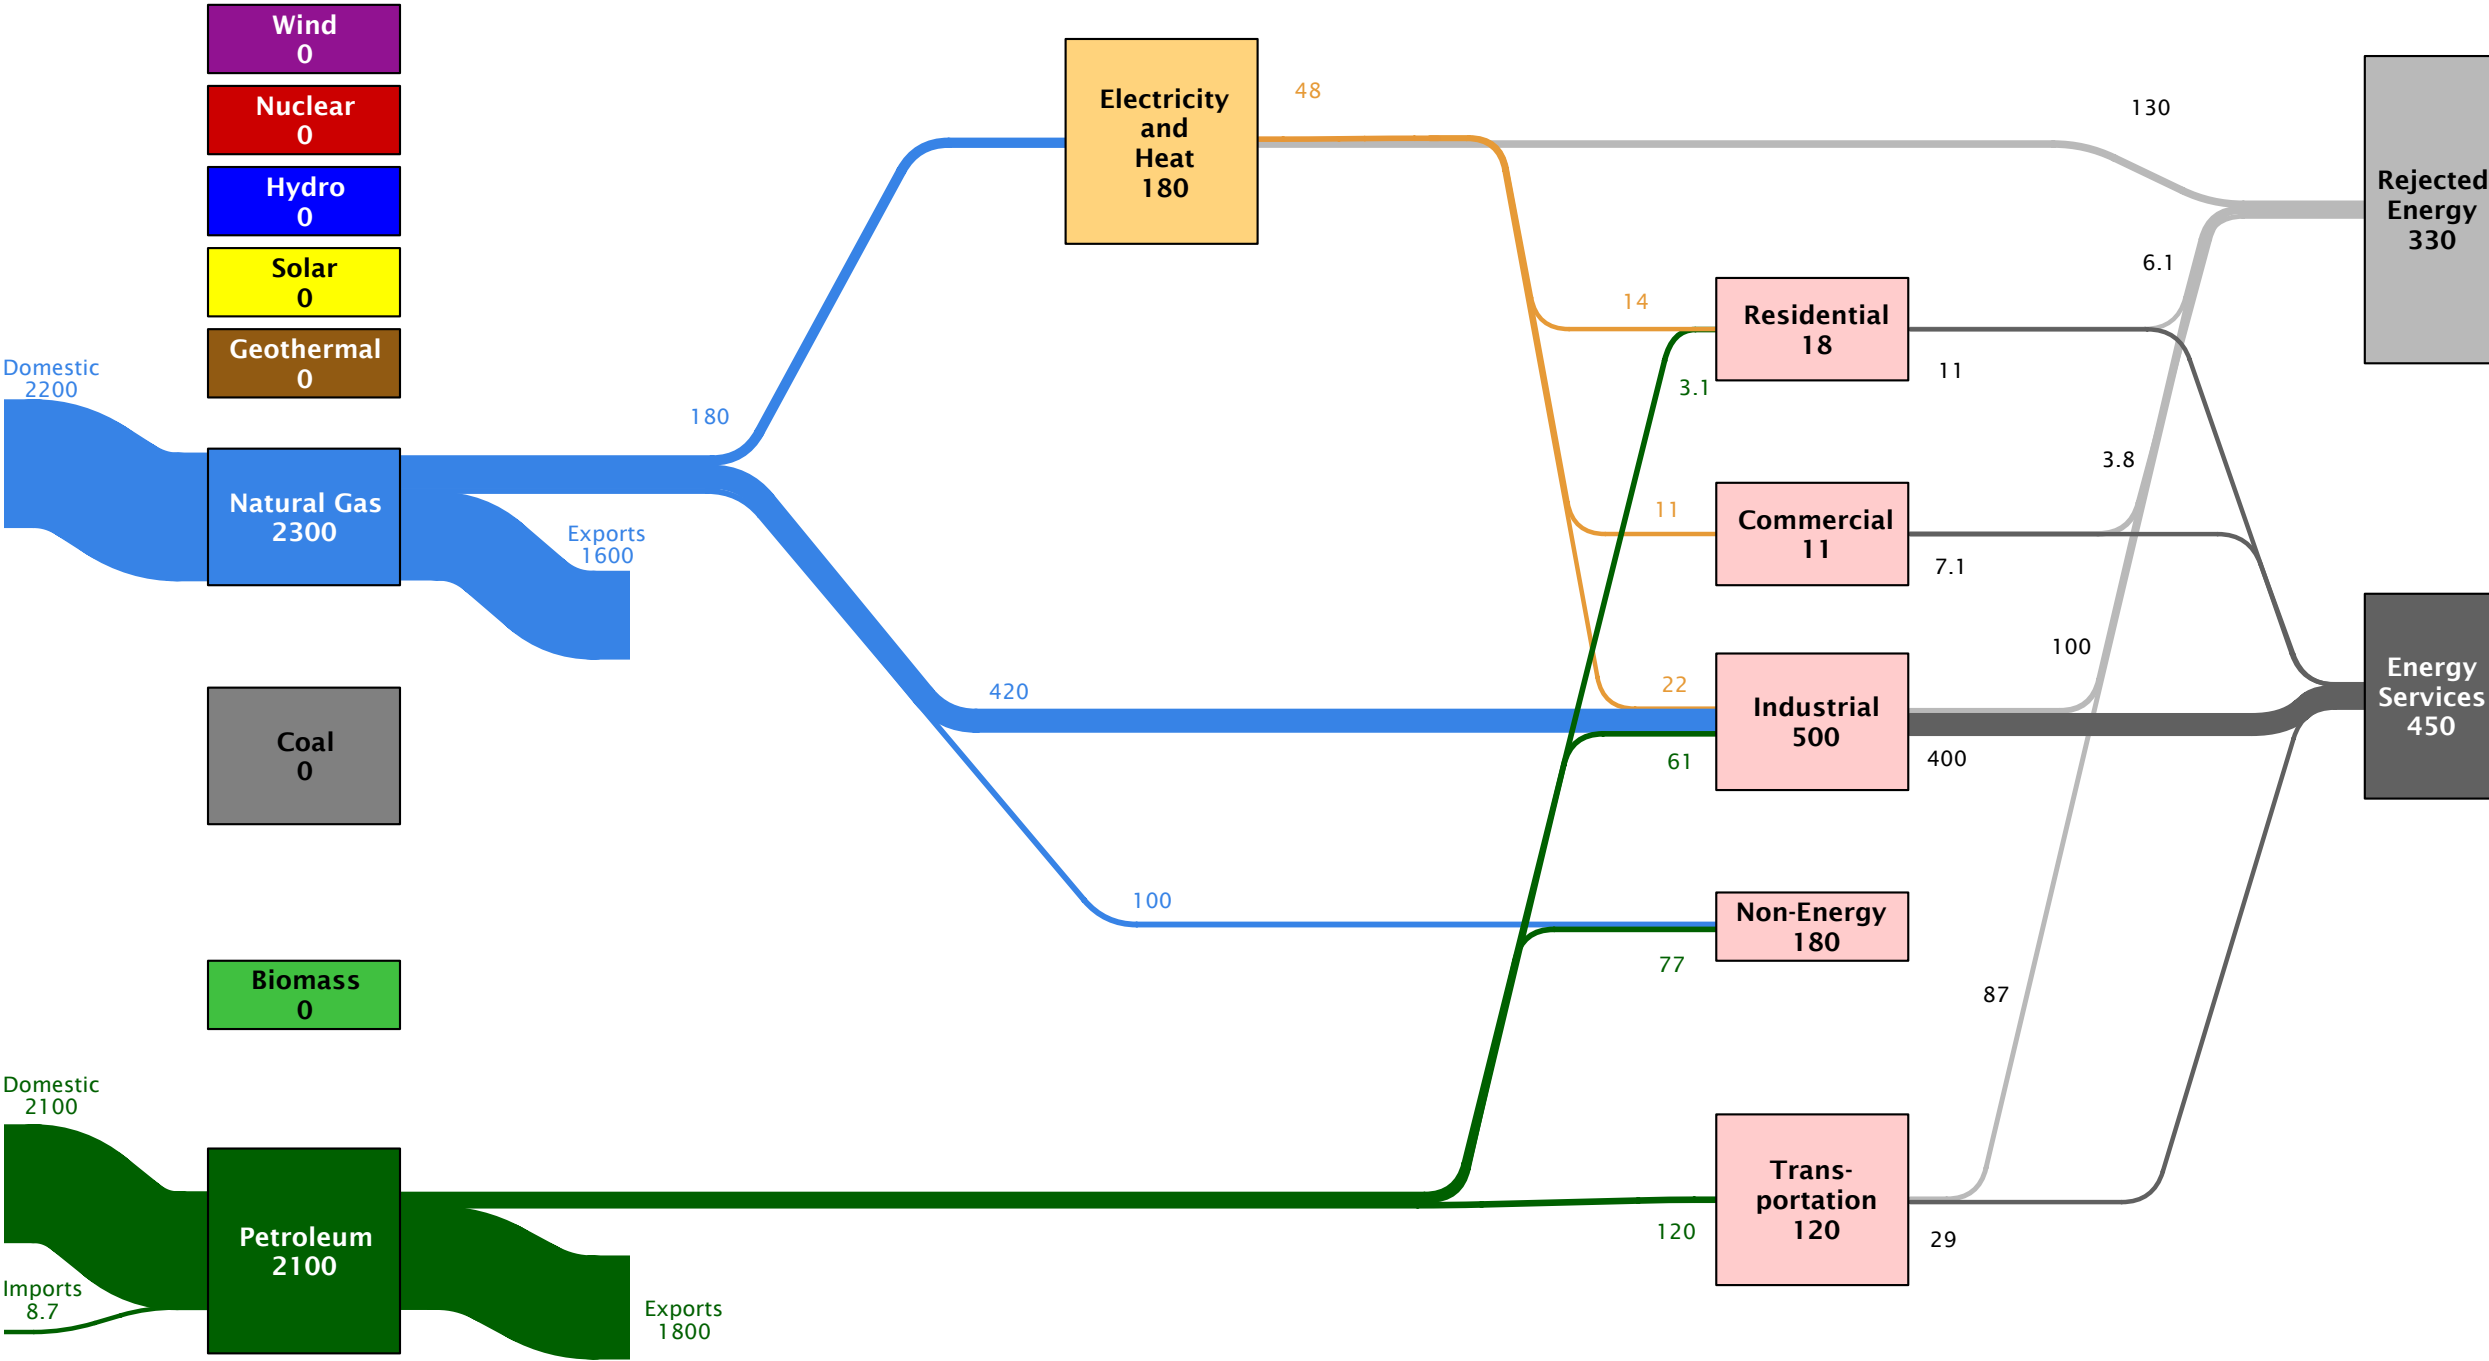 Wind
0
Nuclear
0
Hydro
0
Solar
0
Geothermal
0
Domestic
2200
Natural Gas
2300
Exports
1600
Coal
0
Biomass
0
Domestic
2100
Imports
8.7
Petroleum
2100
Exports
1800
180
420
100
Electricity
and
Heat
180
48
14
3.1
11
22
61
77
120
Residential
18
Commercial
11
Industrial
500
Non-Energy
180
Trans-
portation
120
130
6.1
11
3.8
7.1
100
400
87
29
Rejected
Energy
330
Energy
Services
450